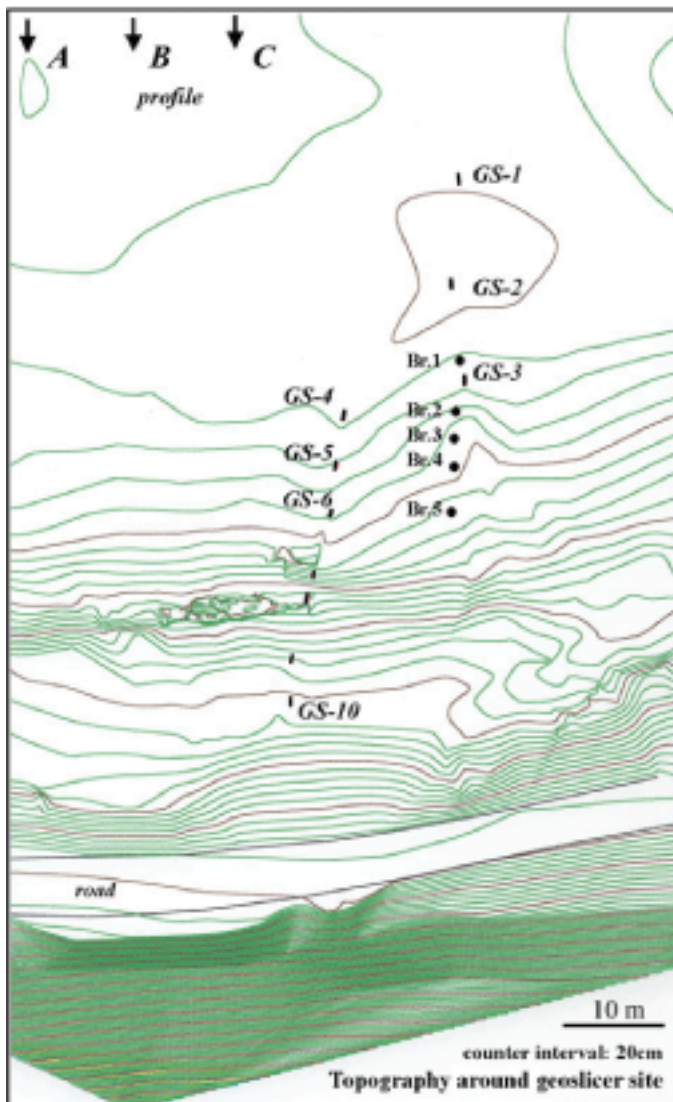 A B C
profile
GS-1
GS-2
Br.1
GS-3
GS-4
Br.2
Br.3
GS-5
Br.4
GS-6
Br.5
GS-10
road
10 m
counter interval: 20cm
Topography around geoslicer site